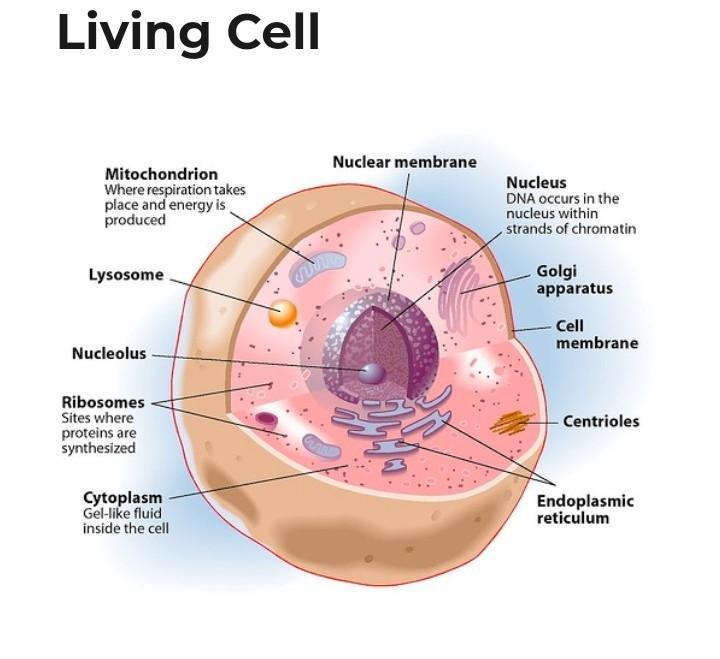 Living Cell
Nuclear membrane
Mitochondrion
Where respiration takes
place and energy is
produced
Nucleus
DNA occurs in the
nucleus within
strands of chromatin
Lysosome
Golgi
apparatus
Cell
membrane
Nucleolus
Ribosomes
Sites where
proteins are
synthesized
Centrioles
Cytoplasm
Gel-like fluid
inside the cell
Endoplasmic
reticulum